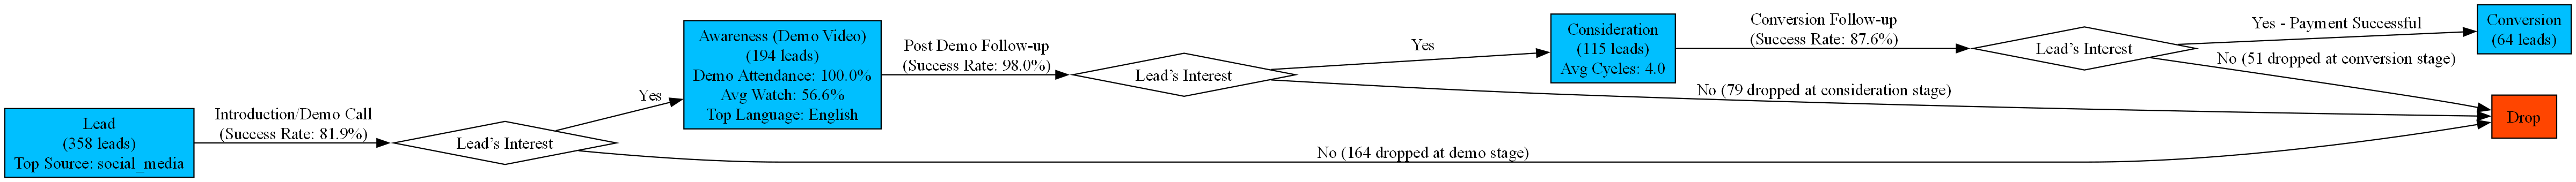 Lead
(358 leads)
Top Source: social_media
Introduction/Demo Call
(Success Rate: 81.9%)
Lead's Interest
Yes
Awareness (Demo Video)
(194 leads)
Demo Attendance: 100.0%
Avg Watch: 56.6%
Top Language: English
Post Demo Follow-up
(Success Rate: 98.0%)
Lead's Interest
Yes
Consideration
(115 leads)
Avg Cycles: 4.0
Conversion Follow-up
(Success Rate: 87.6%)
Lead's Interest
Yes - Payment Successful
Conversion
(64 leads)
No (51 dropped at conversion stage)
No (79 dropped at consideration stage)
No (164 dropped at demo stage)
Drop